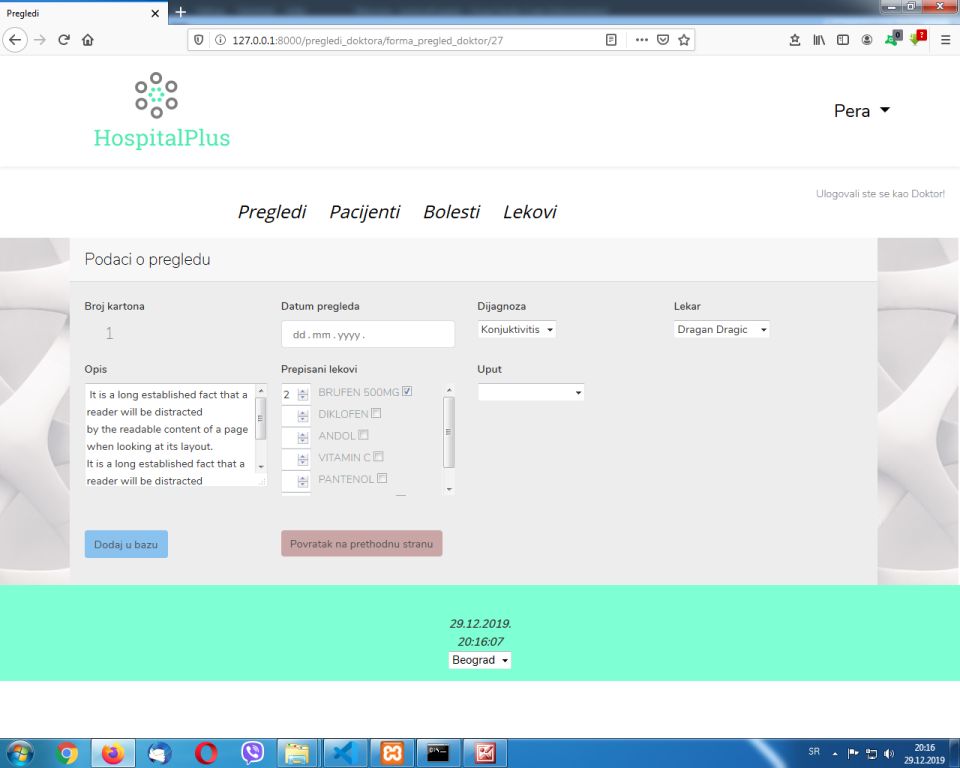 Pregledi
127.0.0.1:8000/pregledi_doktora/forma_pregled_doktor/27
0
?
HospitalPlus
Pera
Ulogovali ste se kao Doktor!
Pregledi Pacijenti Bolesti Lekovi
Podaci o pregledu
Broj kartona
1
Datum pregleda
dd . mm . yyyy .
Dijagnoza
Konjuktivitis
Lekar
Dragan Dragic
Opis
It is a long established fact that a
reader will be distracted
by the readable content of a page
when looking at its layout.
It is a long established fact that a
reader will be distracted
Prepisani lekovi
2 BRUFEN 500MG
DIKLOFEN
ANDOL
VITAMIN C
PANTENOL
Uput
Dodaj u bazu
Povratak na prethodnu stranu
29.12.2019.
20:16:07
Beograd
SR
20:16
29.12.2019